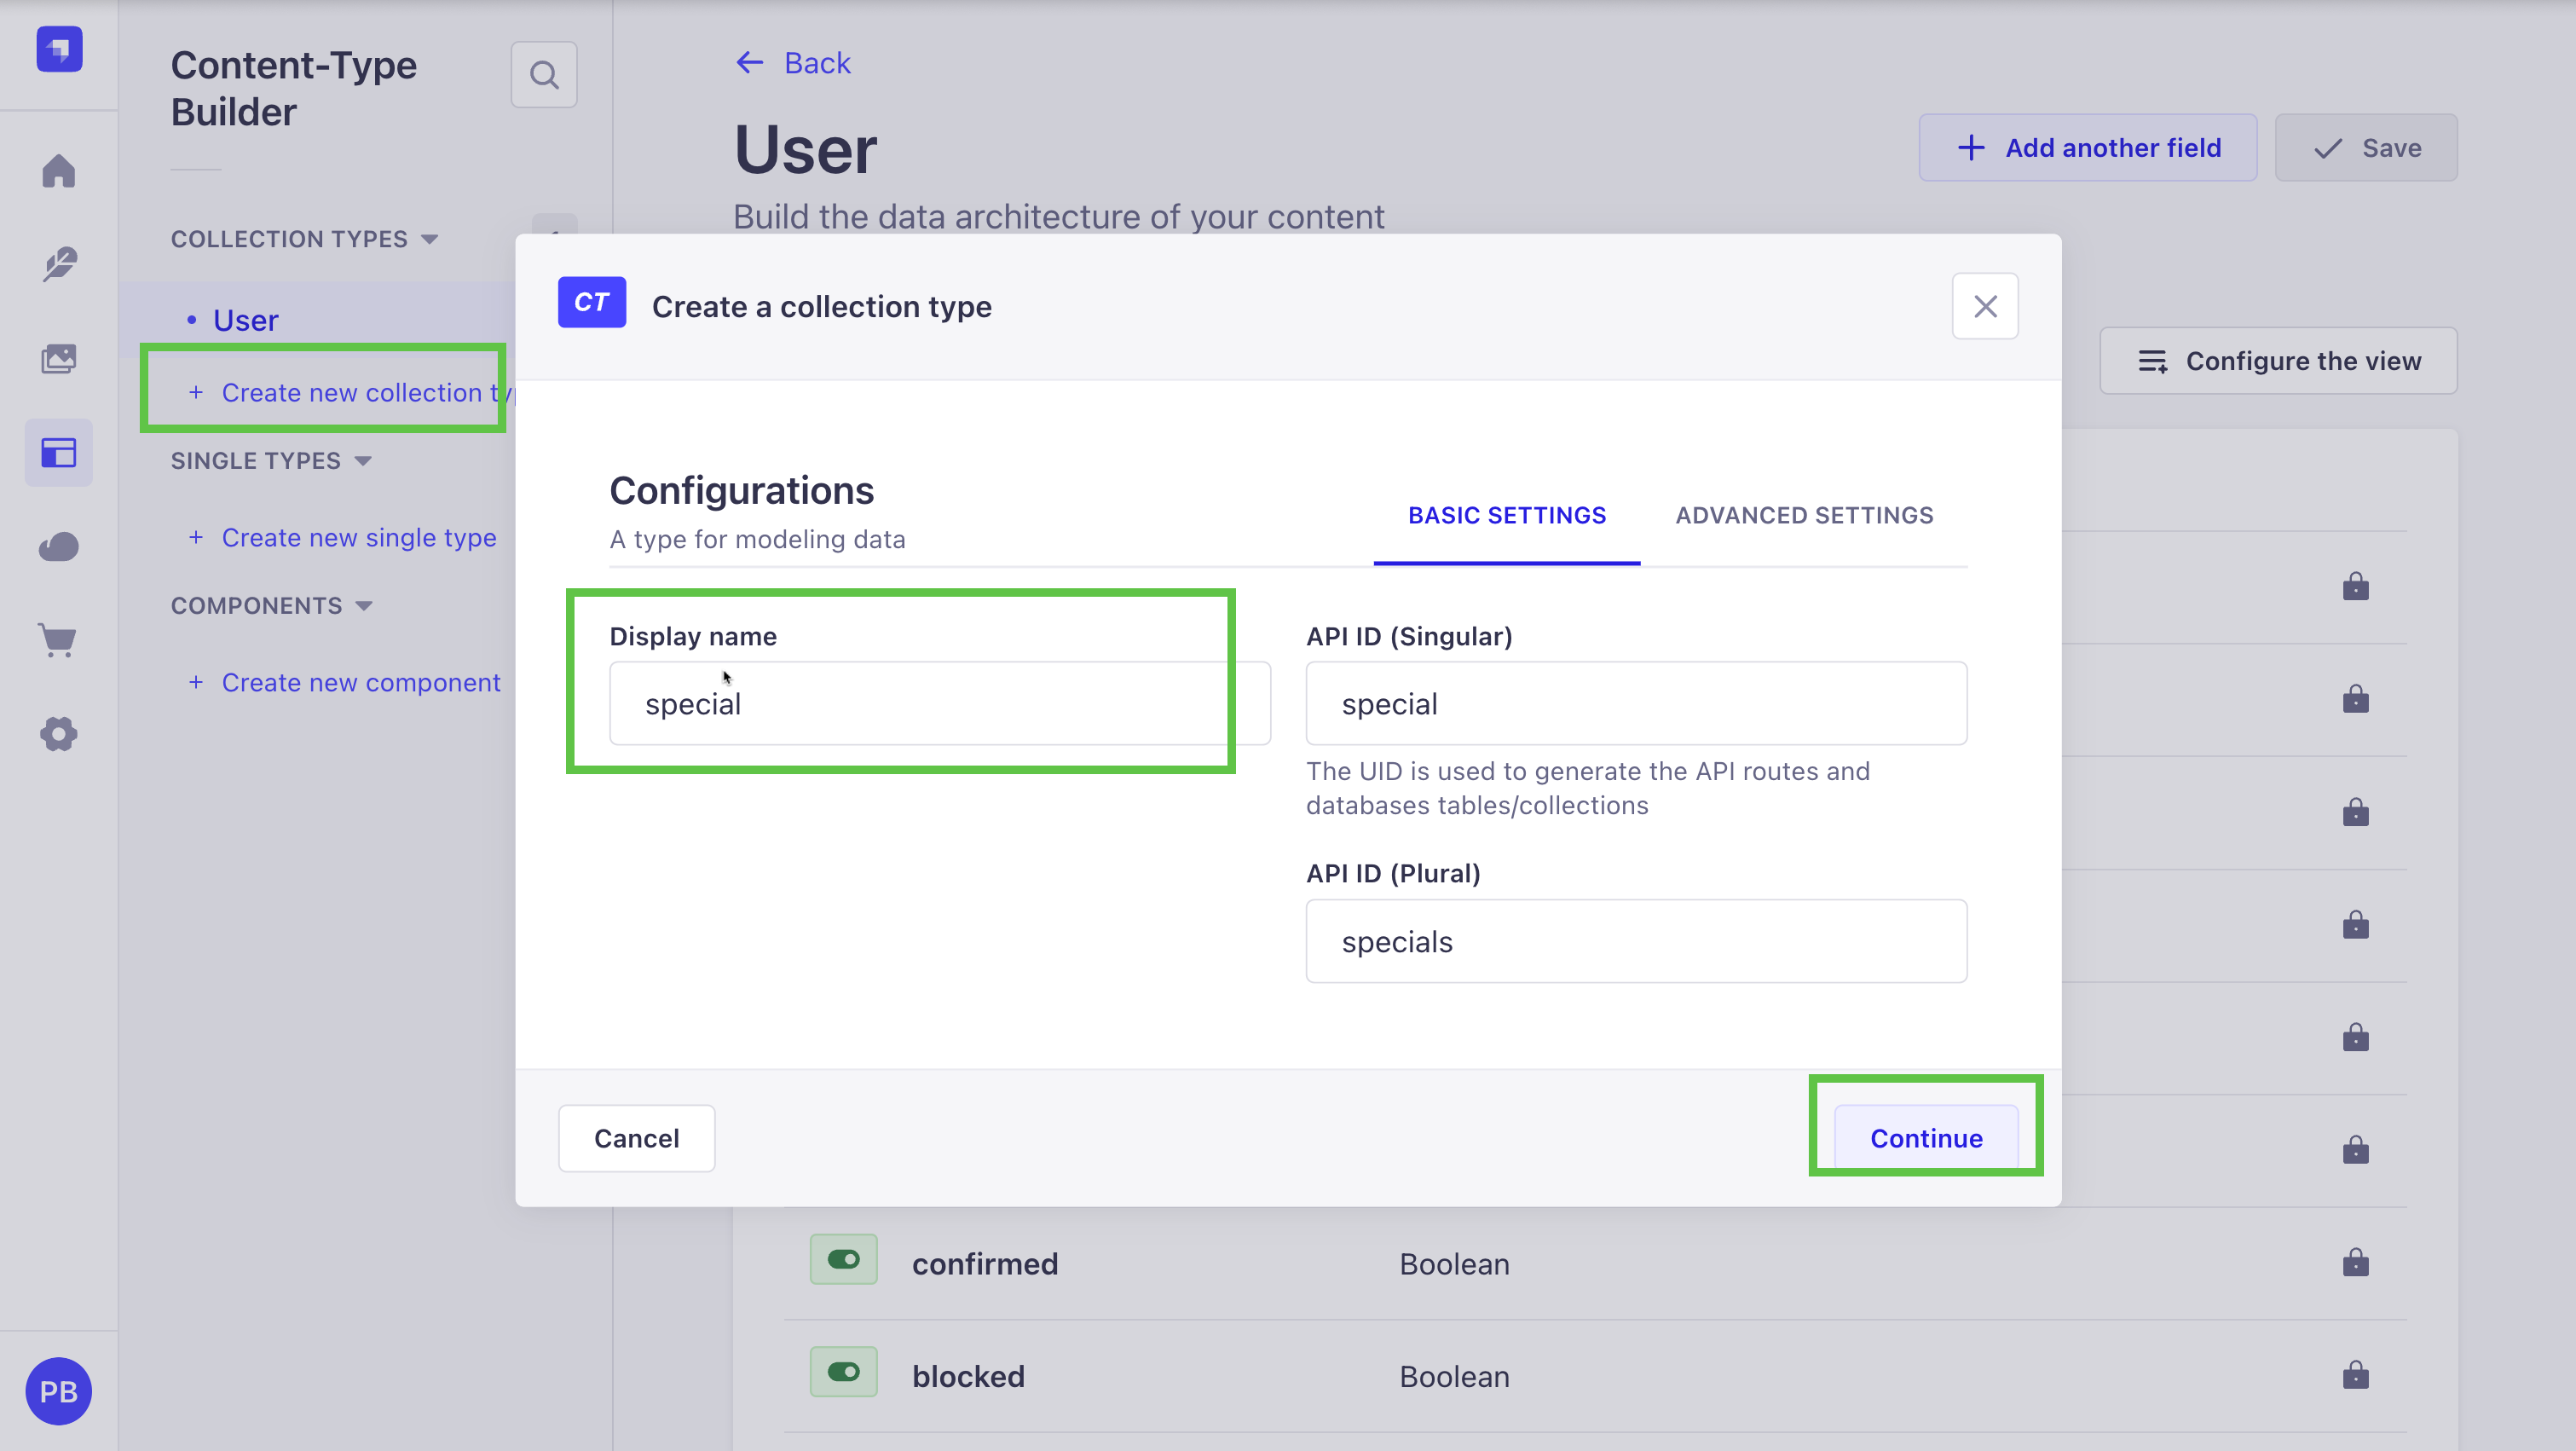 Content-Type
Builder
COLLECTION TYPES
User
+ Create new collection
SINGLE TYPES
+ Create new single type
COMPONENTS
+ Create new component
PB
Back
User
Build the data architecture of your content
Add another field
Save
Configure the view
CT
Create a collection type
Configurations
A type for modeling data
BASIC SETTINGS
ADVANCED SETTINGS
Display name
special
API ID (Singular)
special
The UID is used to generate the API routes and
databases tables/collections
API ID (Plural)
specials
Cancel
Continue
confirmed
Boolean
blocked
Boolean